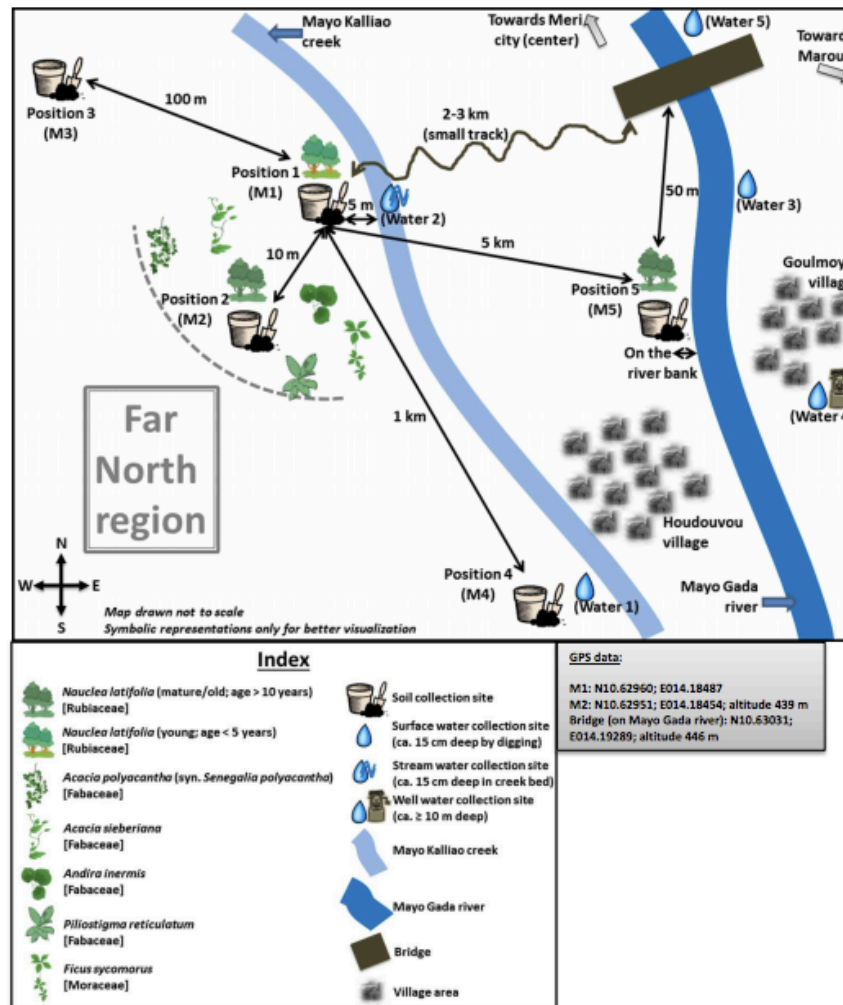 Mayo Kalliao
creek
Towards Meri
city (center)
(Water 5)
Toward
Marou
Position 3
(M3)
100 m
2-3 km
(small track)
Position 1
(M1)
5 m
(Water 2)
50 m
(Water 3)
10 m
5 km
Position 2
(M2)
Position 5
(M5)
Goulmoy
village
On the
river bank
(Water 4
Far
North
region
1 km
Houdouvou
village
N
W E
S
Position 4
(M4)
(Water 1)
Mayo Gada
river
Map drawn not to scale
Symbolic representations only for better visualization
Index
Nauclea latifolia (mature/old; age > 10 years)
[Rubiaceae]
Nauclea latifolia (young; age < 5 years)
[Rubiaceae]
Acacia polyacantha (syn. Senegalia polyacantha)
[Fabaceae]
Acacia sieberiana
[Fabaceae]
Andira inermis
[Fabaceae]
Piliostigma reticulatum
[Fabaceae]
Ficus sycomorus
[Moraceae]
Soil collection site
Surface water collection site
(ca. 15 cm deep by digging)
Stream water collection site
(ca. 15 cm deep in creek bed)
Well water collection site
(ca. ≥ 10 m deep)
Mayo Kalliao creek
Mayo Gada river
Bridge
Village area
GPS data:
M1: N10.62960; E014.18487
M2: N10.62951; E014.18454; altitude 439 m
Bridge (on Mayo Gada river): N10.63031;
E014.19289; altitude 446 m